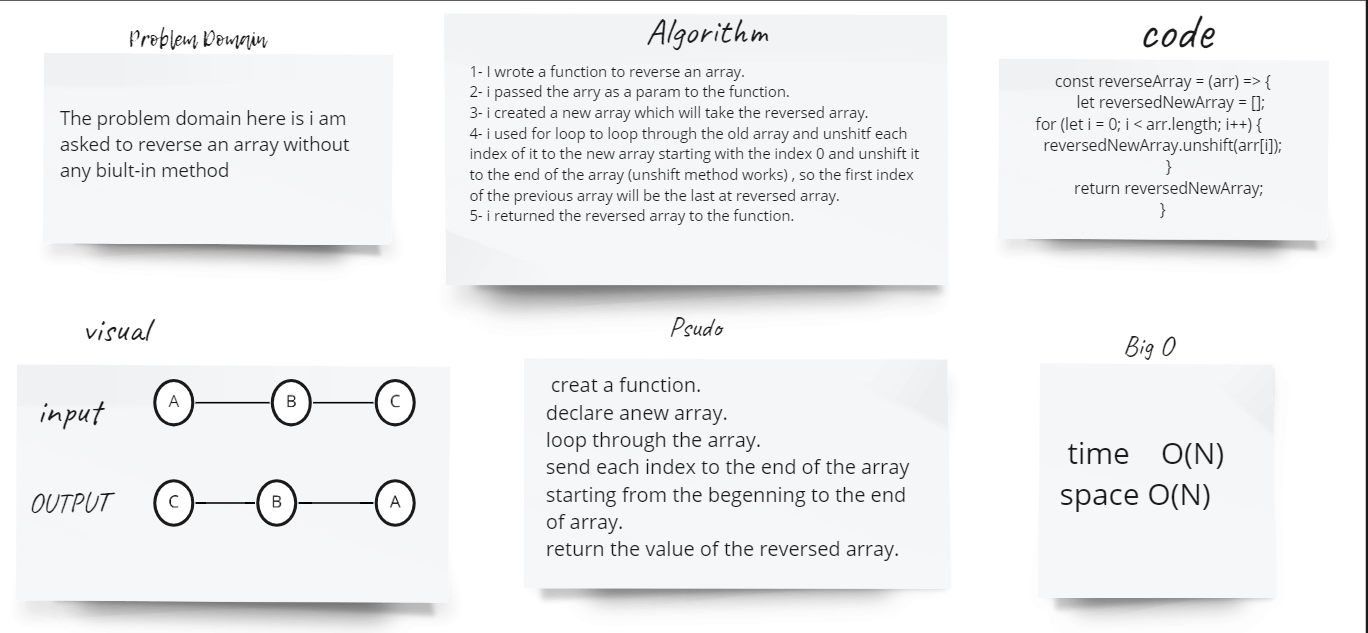 Problem Domain
The problem domain here is i am
asked to reverse an array without
any biult-in method
Algorithm
1- I wrote a function to reverse an array.
2- i passed the arry as a param to the function.
3- i created a new array which will take the reversed array.
4- i used for loop to loop through the old array and unshitf each
index of it to the new array starting with the index 0 and unshift it
to the end of the array (unshift method works) , so the first index
of the previous array will be the last at reversed array.
5- i returned the reversed array to the function.
code
const reverseArray = (arr) => {
let reversedNewArray = [];
for (let i = 0; i < arr.length; i++) {
reversedNewArray.unshift(arr[i]);
}
return reversedNewArray;
}
visual
input
A B C
OUTPUT
C B A
Psudo
creat a function.
declare anew array.
loop through the array.
send each index to the end of the array
starting from the begenning to the end
of array.
return the value of the reversed array.
Big O
time O(N)
space O(N)